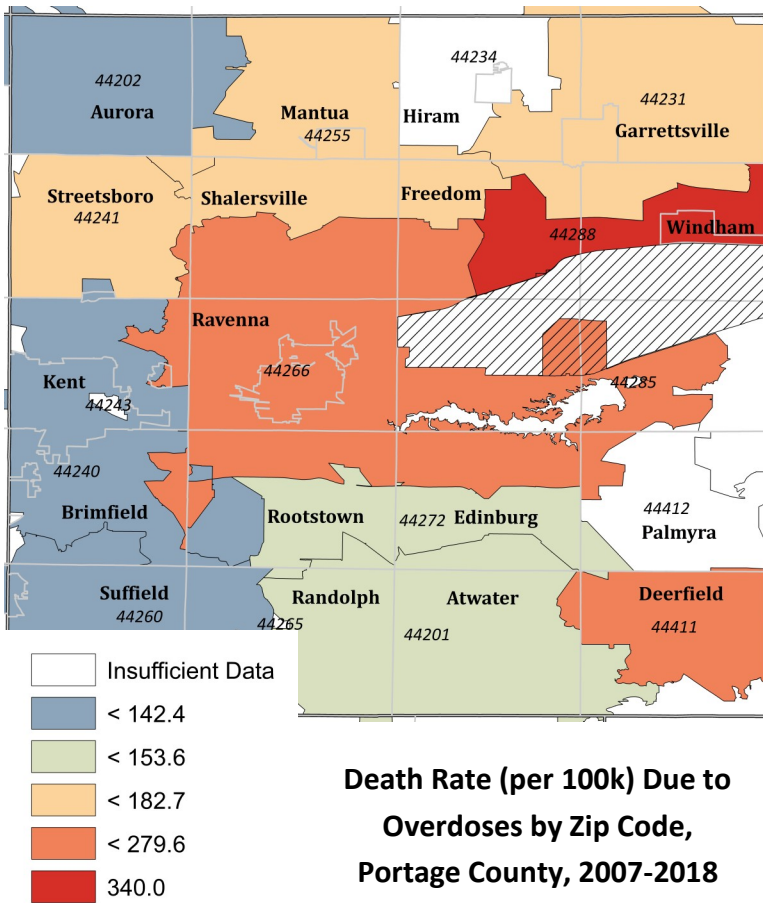 44202
Aurora
Mantua
44255
44234
Hiram
44231
Garrettsville
Streetsboro
44241
Shalersville
Freedom
44288
Windham
Ravenna
44266
Kent
44243
44285
44240
Brimfield
Rootstown
44272
Edinburg
44412
Palmyra
Suffield
44260
44265
Randolph
Atwater
44201
Deerfield
44411
Insufficient Data
< 142.4
< 153.6
< 182.7
< 279.6
340.0
Death Rate (per 100k) Due to
Overdoses by Zip Code,
Portage County, 2007-2018